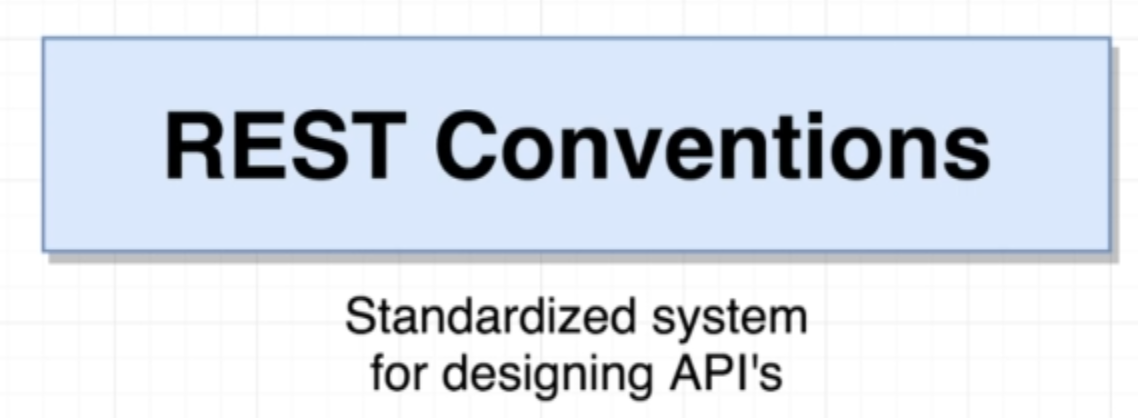 REST Conventions
Standardized system
for designing API's